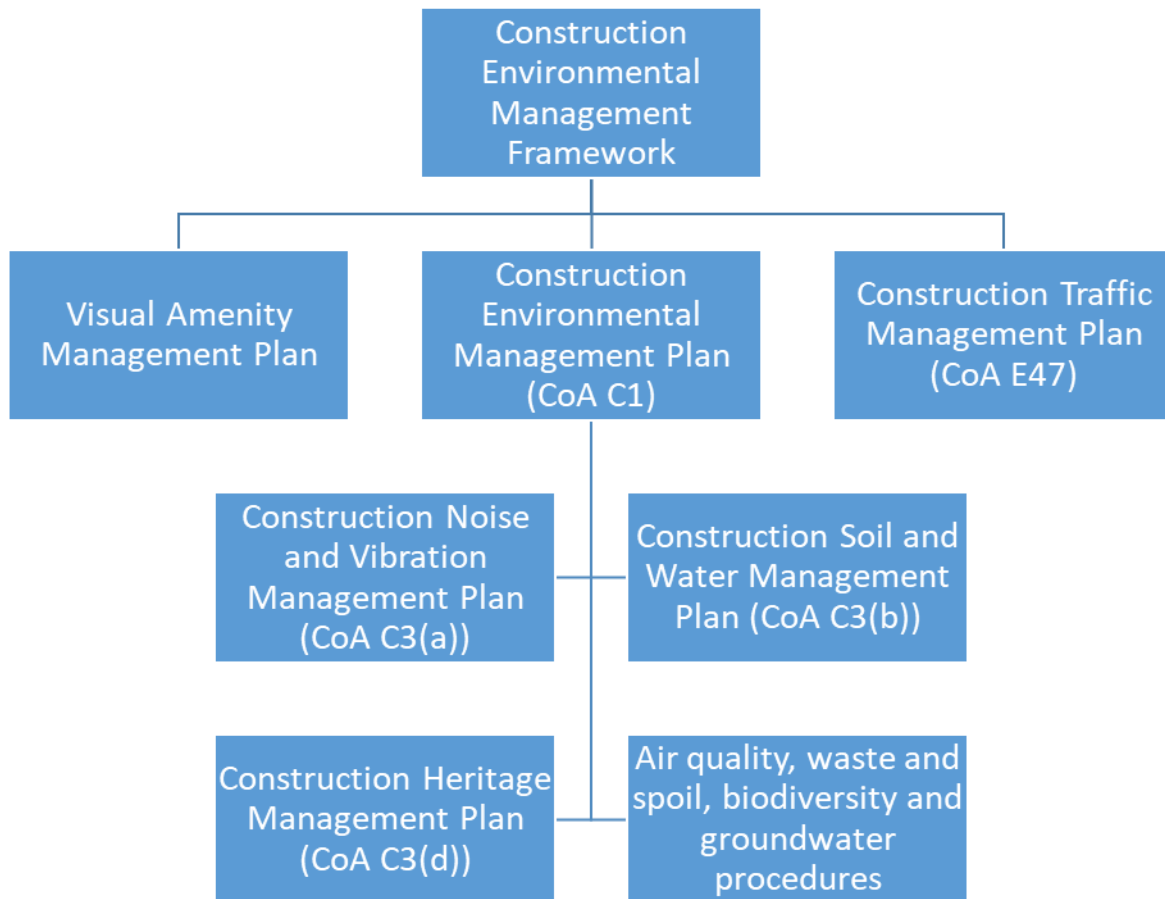 Construction
Environmental
Management
Framework
Visual Amenity
Management Plan
Construction
Environmental
Management Plan
(CoA C1)
Construction Traffic
Management Plan
(CoA E47)
Construction Noise
and Vibration
Management Plan
(CoA C3(a))
Construction Soil and
Water Management
Plan (CoA C3(b))
Construction Heritage
Management Plan
(CoA C3(d))
Air quality, waste and
spoil, biodiversity and
groundwater
procedures